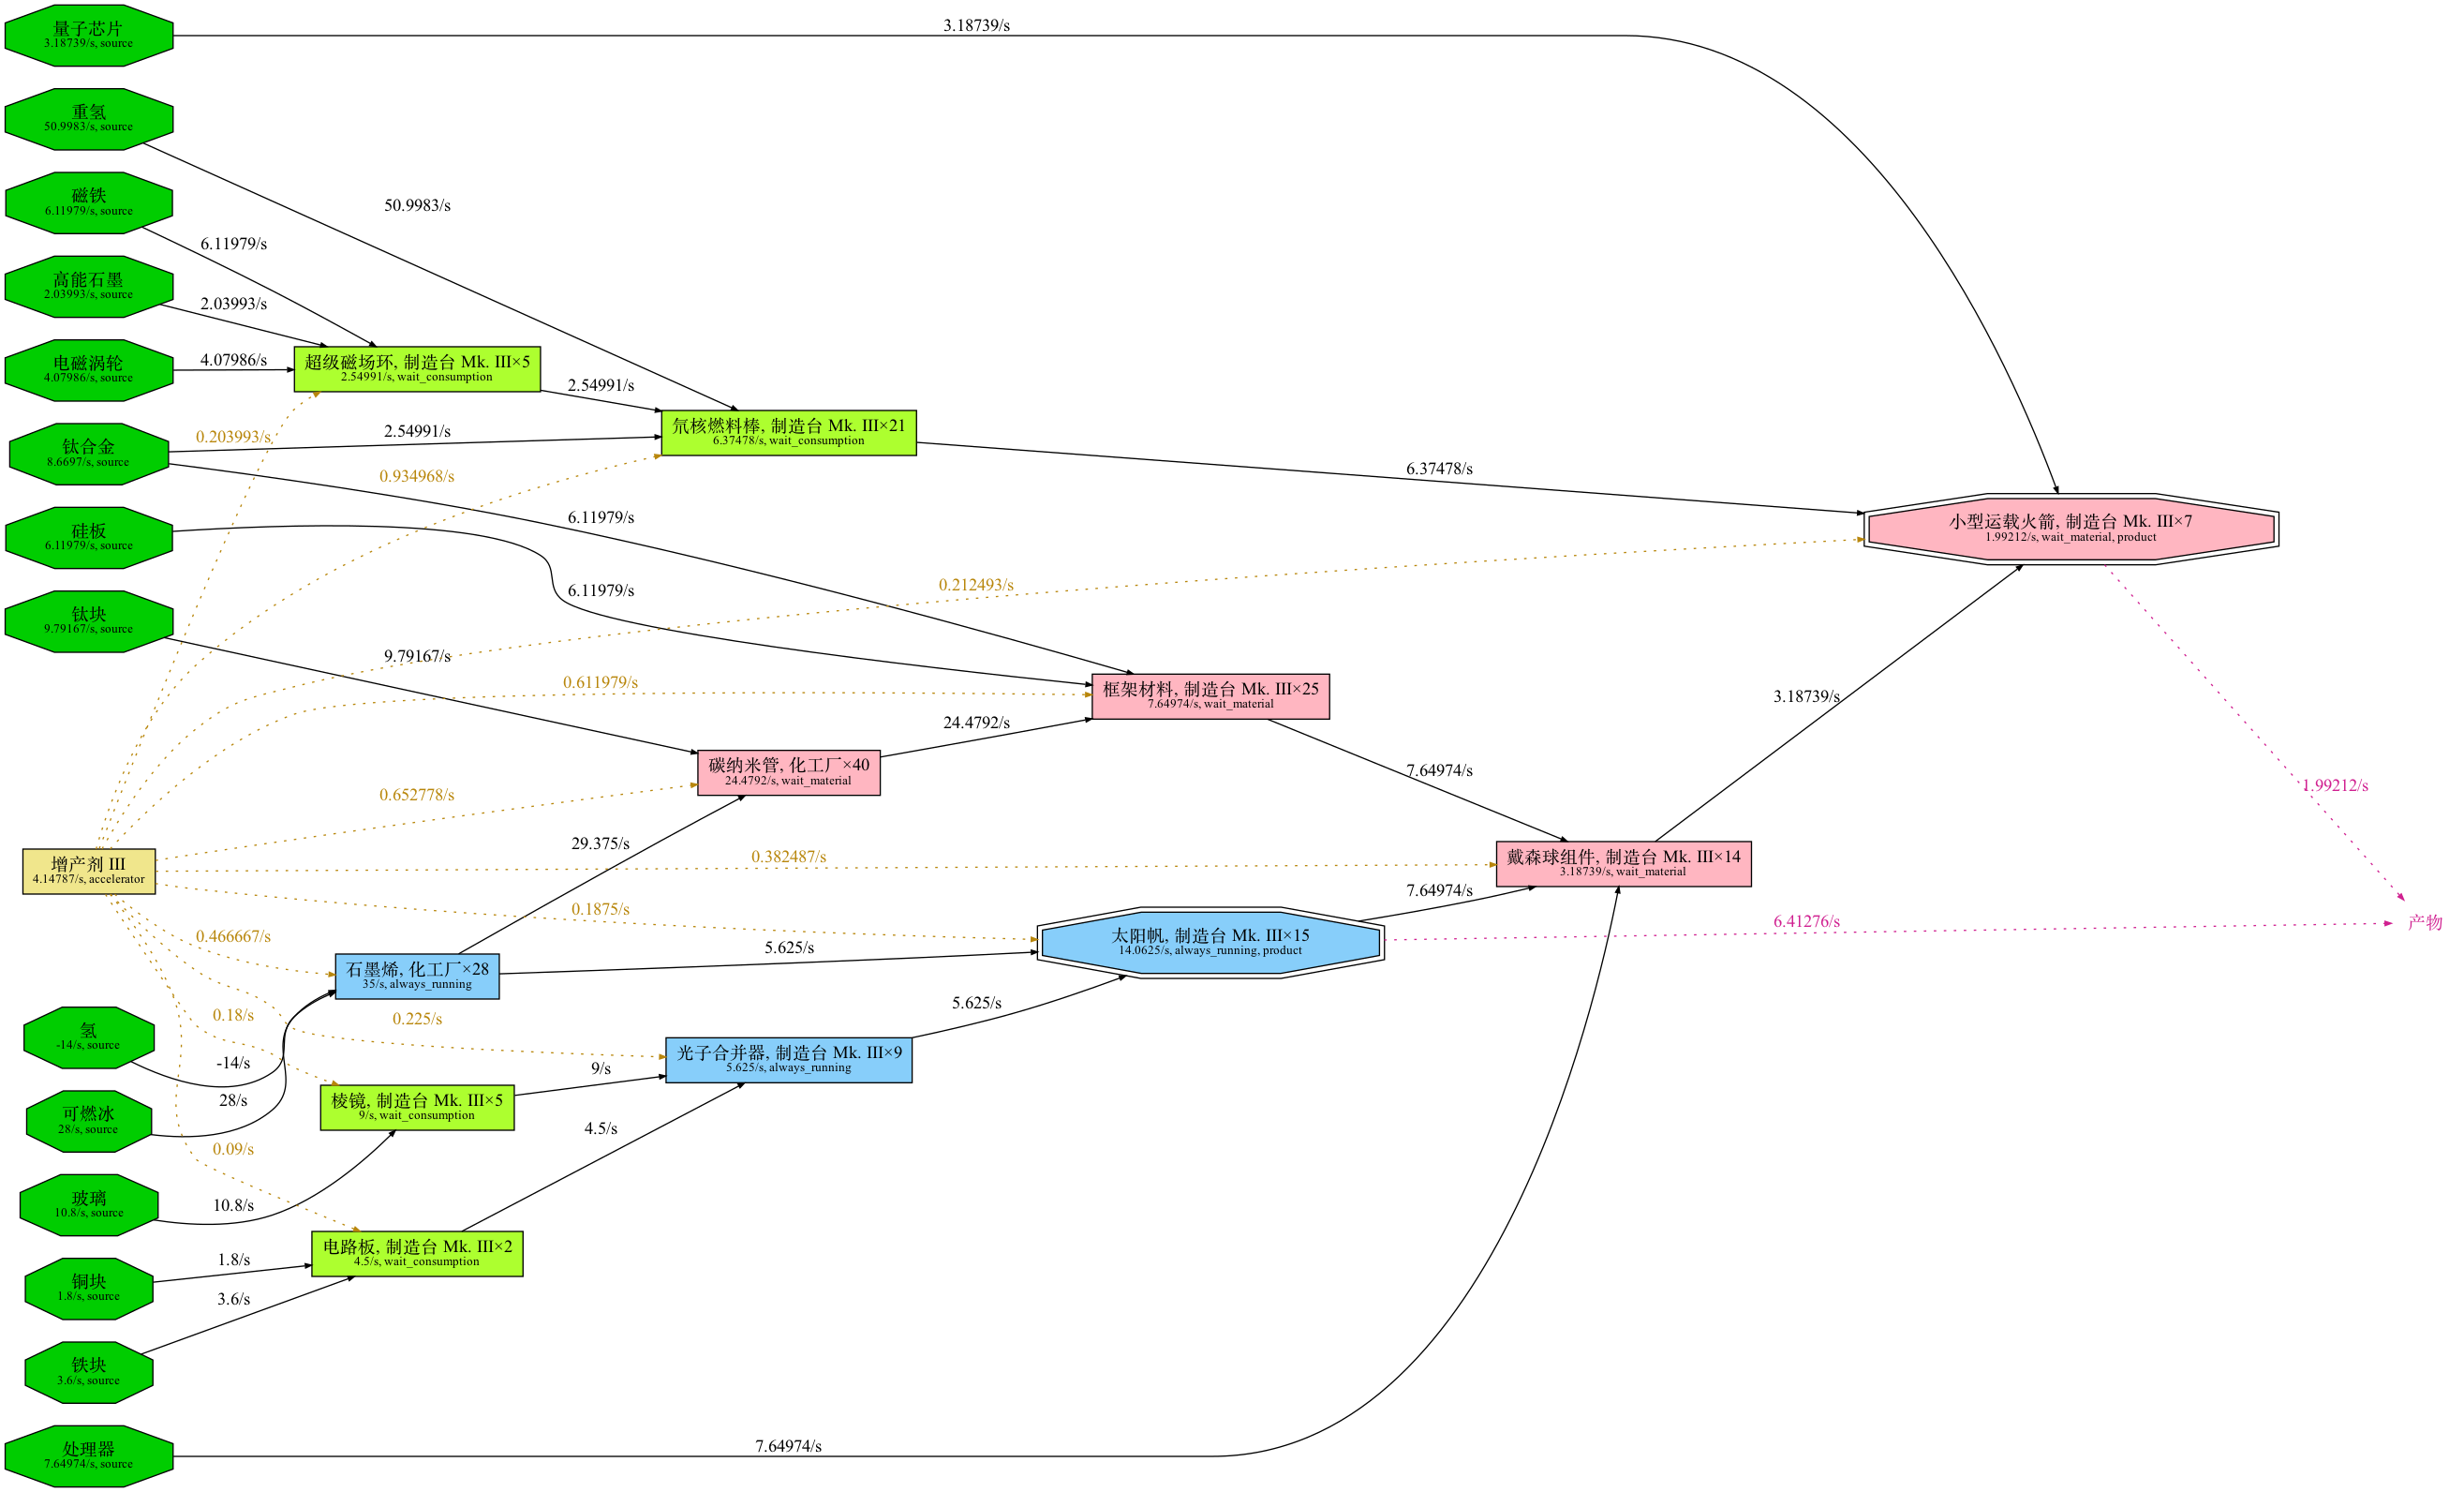 量子芯片
3.18739/s, source
3.18739/s
重氢
50.9983/s, source
50.9983/s
磁铁
6.11979/s, source
6.11979/s
高能石墨
2.03993/s, source
2.03993/s
电磁涡轮
4.07986/s, source
4.07986/s
超级磁场环, 制造台 Mk. III×5
2.54991/s, wait_consumption
2.54991/s
钛合金
8.6697/s, source
0.203993/s
2.54991/s
氘核燃料棒, 制造台 Mk. III×21
6.37478/s, wait_consumption
6.37478/s
0.934968/s
6.11979/s
硅板
6.11979/s, source
6.11979/s
0.212493/s
小型运载火箭, 制造台 Mk. III×7
1.99212/s, wait_material, product
钛块
9.79167/s, source
9.79167/s
0.611979/s
框架材料, 制造台 Mk. III×25
7.64974/s, wait_material
3.18739/s
24.4792/s
碳纳米管, 化工厂×40
24.4792/s, wait_material
7.64974/s
0.652778/s
1.99212/s
29.375/s
增产剂 III
4.14787/s, accelerator
0.382487/s
戴森球组件, 制造台 Mk. III×14
3.18739/s, wait_material
7.64974/s
0.1875/s
0.466667/s
5.625/s
太阳帆, 制造台 Mk. III×15
14.0625/s, always_running, product
6.41276/s
产物
石墨烯, 化工厂×28
35/s, always_running
5.625/s
氢
-14/s, source
0.18/s
0.225/s
-14/s
光子合并器, 制造台 Mk. III×9
5.625/s, always_running
9/s
可燃冰
28/s, source
28/s
棱镜, 制造台 Mk. III×5
9/s, wait_consumption
4.5/s
0.09/s
玻璃
10.8/s, source
10.8/s
电路板, 制造台 Mk. III×2
4.5/s, wait_consumption
铜块
1.8/s, source
1.8/s
3.6/s
铁块
3.6/s, source
处理器
7.64974/s, source
7.64974/s